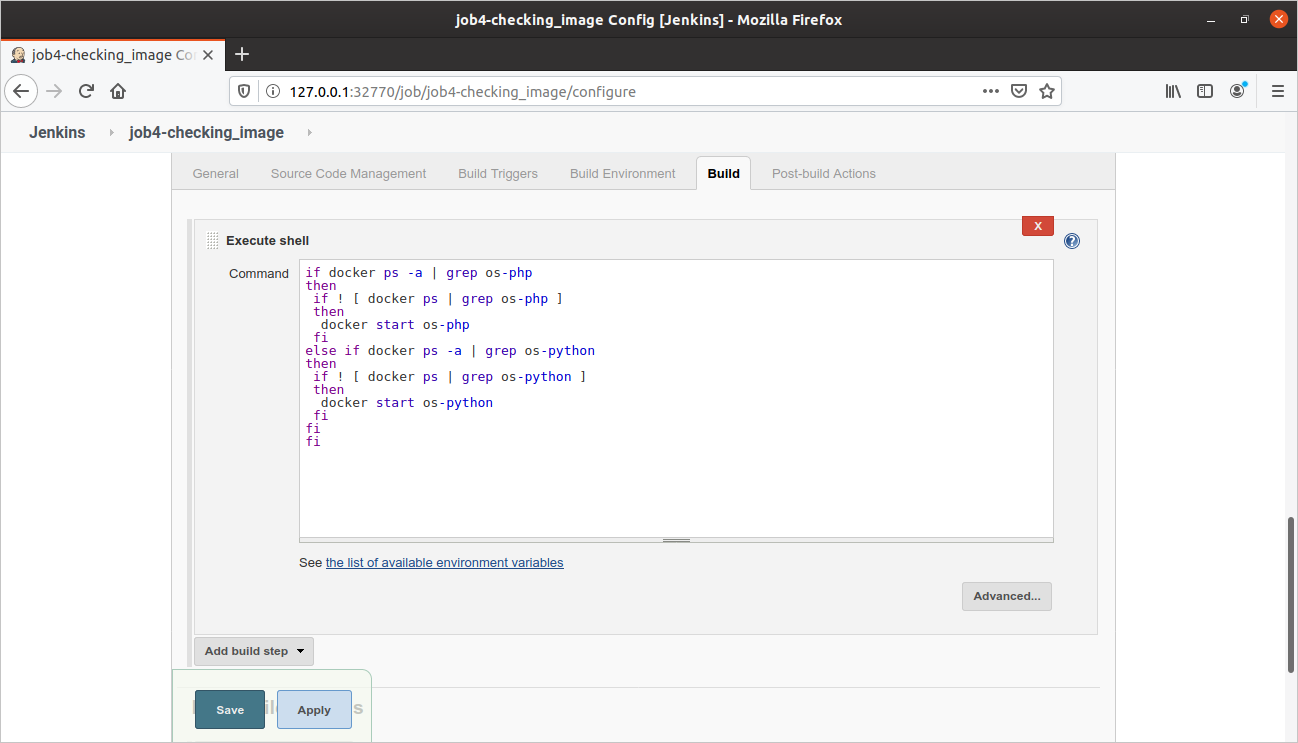 job4-checking_image Config [Jenkins] - Mozilla Firefox
job4-checking_image Co
127.0.0.1:32770/job/job4-checking_image/configure
Jenkins job4-checking_image
General Source Code Management Build Triggers Build Environment Build Post-build Actions
X
Execute shell ?
Command
if docker ps -a | grep os-php
then
 if ! [ docker ps | grep os-php ]
 then
  docker start os-php
 fi
else if docker ps -a | grep os-python
then
 if ! [ docker ps | grep os-python ]
 then
  docker start os-python
 fi
fi
fi
See the list of available environment variables
Advanced...
Add build step
Save Apply